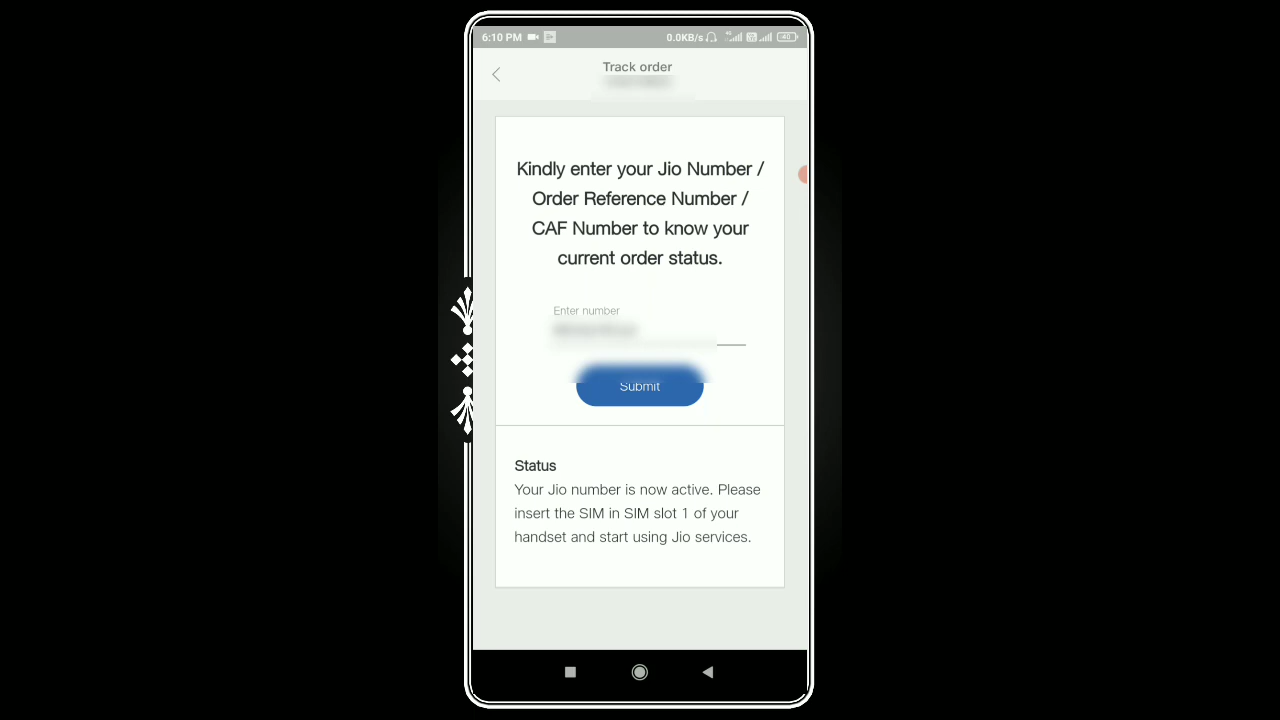 6:10 PM
0.0KB/s
4G
40
Track order
Kindly enter your Jio Number /
Order Reference Number /
CAF Number to know your
current order status.
Enter number
Submit
Status
Your Jio number is now active. Please
insert the SIM in SIM slot 1 of your
handset and start using Jio services.